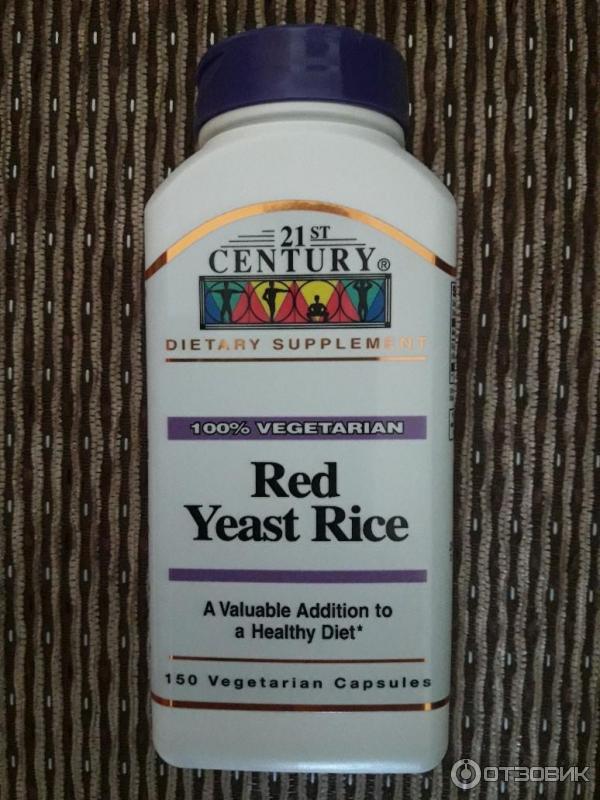 21ST
CENTURY®
DIETARY SUPPLEMENT
100% VEGETARIAN
Red
Yeast Rice
A Valuable Addition to
a Healthy Diet*
150 Vegetarian Capsules
ОТЗОВИК